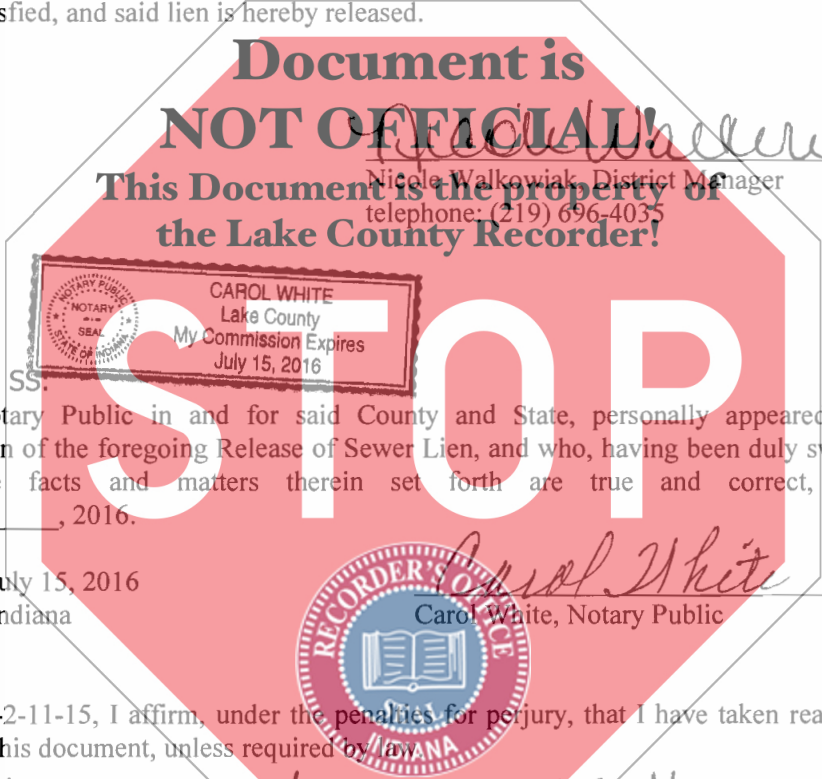 sfied, and said lien is hereby released.
Document is
NOT OFFICIAL!
Nicole Walkowiak, District Manager
This Document is the property of
telephone: (219) 696-4035
the Lake County Recorder!
NOTARY PUBLIC
NOTARY
SEAL
STATE OF INDIANA
CAROL WHITE
Lake County
My Commission Expires
July 15, 2016
STOP
SS:
tary Public in and for said County and State, personally appeared
n of the foregoing Release of Sewer Lien, and who, having been duly sw
facts and matters therein set forth are true and correct,
, 2016.
Carol White
uly 15, 2016
ndiana
Carol White, Notary Public
RECORDER'S OFFICE
SEAL
INDIANA
2-11-15, I affirm, under the penalties for perjury, that I have taken rea
his document, unless required by law.